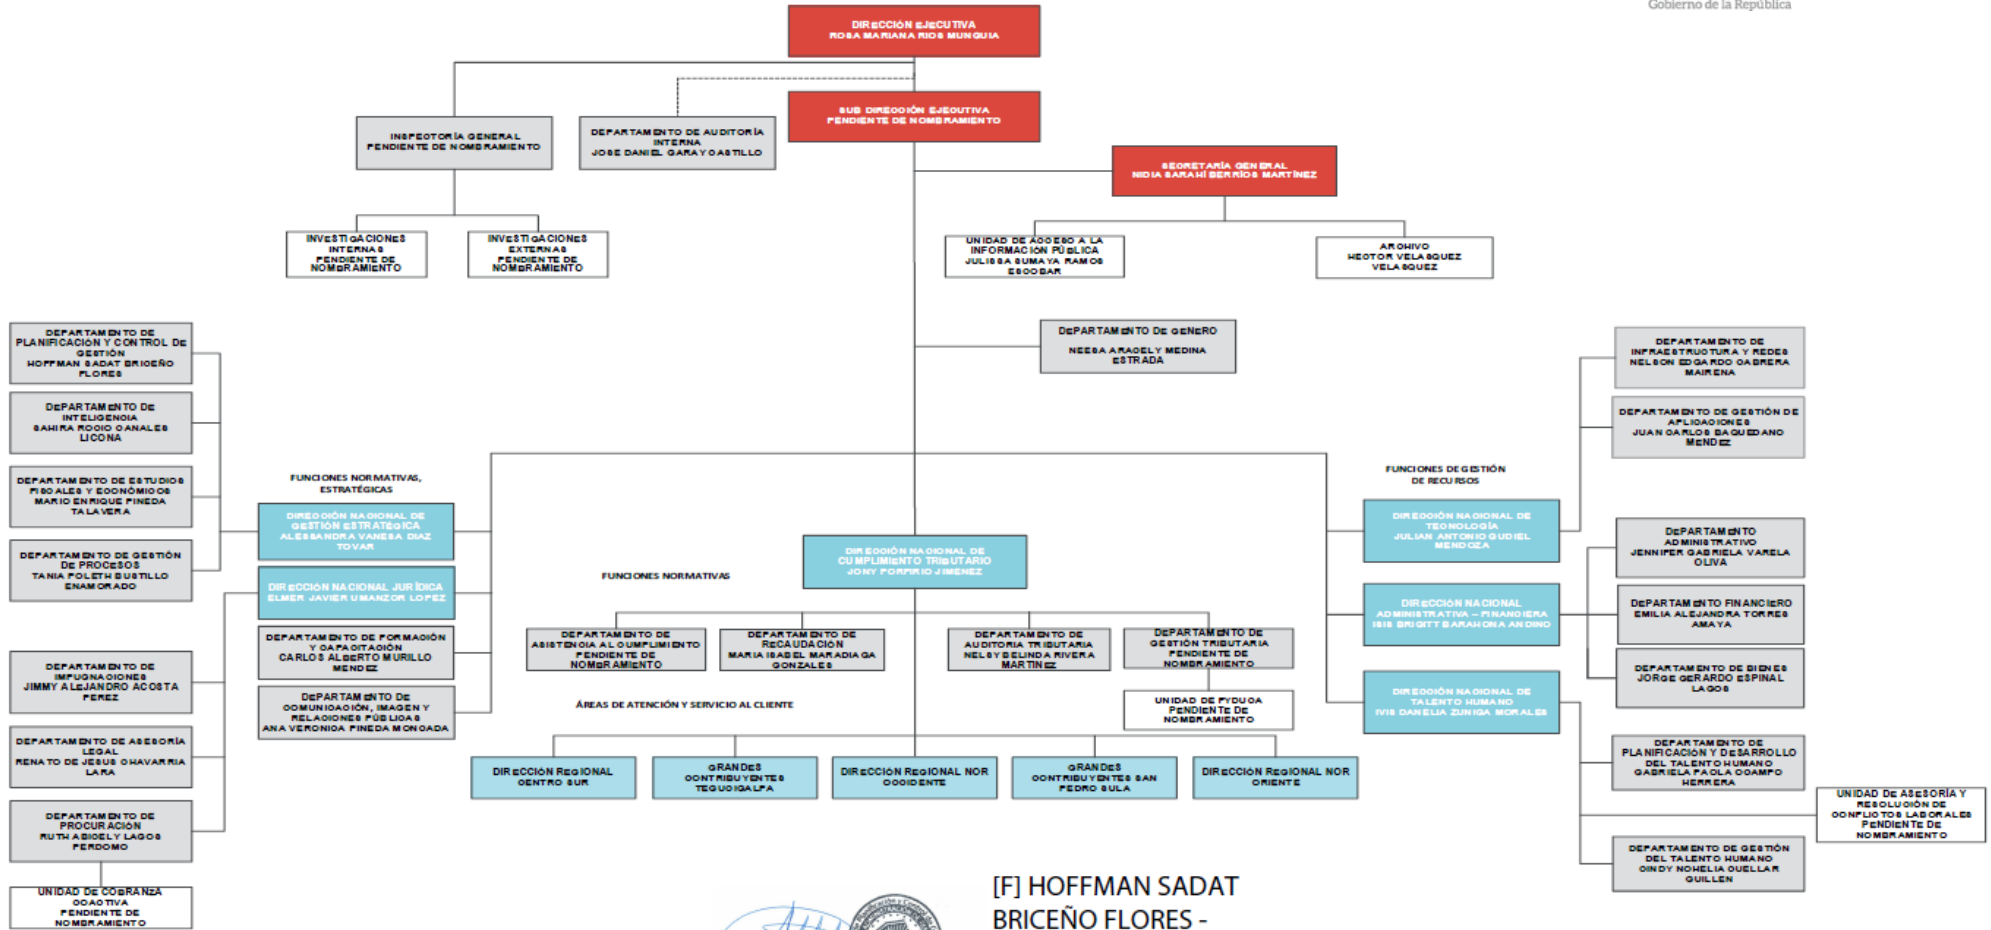 Gobierno de la República
DIRECCIÓN EJECUTIVA
ROSA MARIANA RIOS MUNGUIA
SUB DIRECCIÓN EJECUTIVA
PENDIENTE DE NOMBRAMIENTO
INSPECTORÍA GENERAL
PENDIENTE DE NOMBRAMIENTO
DEPARTAMENTO DE AUDITORÍA
INTERNA
JOSE DANIEL GARAY CASTILLO
SECRETARÍA GENERAL
NIDIA SARAHÍ BERRÍOS MARTÍNEZ
INVESTIGACIONES
INTERNAS
PENDIENTE DE
NOMBRAMIENTO
INVESTIGACIONES
EXTERNAS
PENDIENTE DE
NOMBRAMIENTO
UNIDAD DE ACCESO A LA
INFORMACIÓN PÚBLICA
JULISSA SUMAYA RAMOS
ESCOBAR
ARCHIVO
HECTOR VELASQUEZ
VELASQUEZ
DEPARTAMENTO DE GENERO
NEESA ARACELY MEDINA
ESTRADA
DEPARTAMENTO DE
PLANIFICACIÓN Y CONTROL DE
GESTIÓN
HOFFMAN SADAT BRICEÑO
FLORES
DEPARTAMENTO DE
INTELIGENCIA
SAHIRA ROCIO CANALES
LICONA
DEPARTAMENTO DE ESTUDIOS
FISCALES Y ECONÓMICOS
MARIO ENRIQUE PINEDA
TALAVERA
DEPARTAMENTO DE GESTIÓN
DE PROCESOS
TANIA POLETH BUSTILLO
ENAMORADO
FUNCIONES NORMATIVAS,
ESTRATÉGICAS
DIRECCIÓN NACIONAL DE
GESTIÓN ESTRATÉGICA
ALESSANDRA VANESA DIAZ
TOVAR
DIRECCIÓN NACIONAL JURÍDICA
ELMER JAVIER UMANZOR LOPEZ
DEPARTAMENTO DE FORMACIÓN
Y CAPACITACIÓN
CARLOS ALBERTO MURILLO
MENDEZ
DEPARTAMENTO DE
COMUNICACIÓN, IMAGEN Y
RELACIONES PÚBLICAS
ANA VERONICA PINEDA MONCADA
DEPARTAMENTO DE
IMPUGNACIONES
JIMMY ALEJANDRO ACOSTA
PEREZ
DEPARTAMENTO DE ASESORÍA
LEGAL
RENATO DE JESUS CHAVARRIA
LARA
DEPARTAMENTO DE
PROCURACIÓN
RUTH ABICELY LAGOS
PERDOMO
UNIDAD DE COBRANZA
COACTIVA
PENDIENTE DE
NOMBRAMIENTO
DIRECCIÓN NACIONAL DE
CUMPLIMIENTO TRIBUTARIO
JONY PORFIRIO JIMENEZ
FUNCIONES NORMATIVAS
DEPARTAMENTO DE
ASISTENCIA AL CUMPLIMIENTO
PENDIENTE DE
NOMBRAMIENTO
DEPARTAMENTO DE
RECAUDACIÓN
MARIA ISABEL MARADIAGA
GONZALES
DEPARTAMENTO DE
AUDITORIA TRIBUTARIA
NELSY BELINDA RIVERA
MARTINEZ
DEPARTAMENTO DE
GESTIÓN TRIBUTARIA
PENDIENTE DE
NOMBRAMIENTO
UNIDAD DE FYDUCA
PENDIENTE DE
NOMBRAMIENTO
ÁREAS DE ATENCIÓN Y SERVICIO AL CLIENTE
DIRECCIÓN REGIONAL
CENTRO SUR
GRANDES
CONTRIBUYENTES
TEGUCIGALPA
DIRECCIÓN REGIONAL NOR
OCCIDENTE
GRANDES
CONTRIBUYENTES SAN
PEDRO SULA
DIRECCIÓN REGIONAL NOR
ORIENTE
FUNCIONES DE GESTIÓN
DE RECURSOS
DIRECCIÓN NACIONAL DE
TECNOLOGÍA
JULIAN ANTONIO GUDIEL
MENDOZA
DIRECCIÓN NACIONAL
ADMINISTRATIVA – FINANCIERA
ISIS BRIGITT BARAHONA ANDINO
DIRECCIÓN NACIONAL DE
TALENTO HUMANO
IVIS DANELIA ZUNIGA MORALES
DEPARTAMENTO DE
INFRAESTRUCTURA Y REDES
NELSON EDGARDO CABRERA
MAIRENA
DEPARTAMENTO DE GESTIÓN DE
APLICACIONES
JUAN CARLOS BAQUEDANO
MENDEZ
DEPARTAMENTO
ADMINISTRATIVO
JENNIFER GABRIELA VARELA
OLIVA
DEPARTAMENTO FINANCIERO
EMILIA ALEJANDRA TORRES
AMAYA
DEPARTAMENTO DE BIENES
JORGE GERARDO ESPINAL
LAGOS
DEPARTAMENTO DE
PLANIFICACIÓN Y DESARROLLO
DEL TALENTO HUMANO
GABRIELA PAOLA OCAMPO
HERRERA
UNIDAD DE ASESORÍA Y
RESOLUCIÓN DE
CONFLICTOS LABORALES
PENDIENTE DE
NOMBRAMIENTO
DEPARTAMENTO DE GESTIÓN
DEL TALENTO HUMANO
CINDY NOHELIA CUELLAR
GUILLEN
[F] HOFFMAN SADAT
BRICEÑO FLORES -